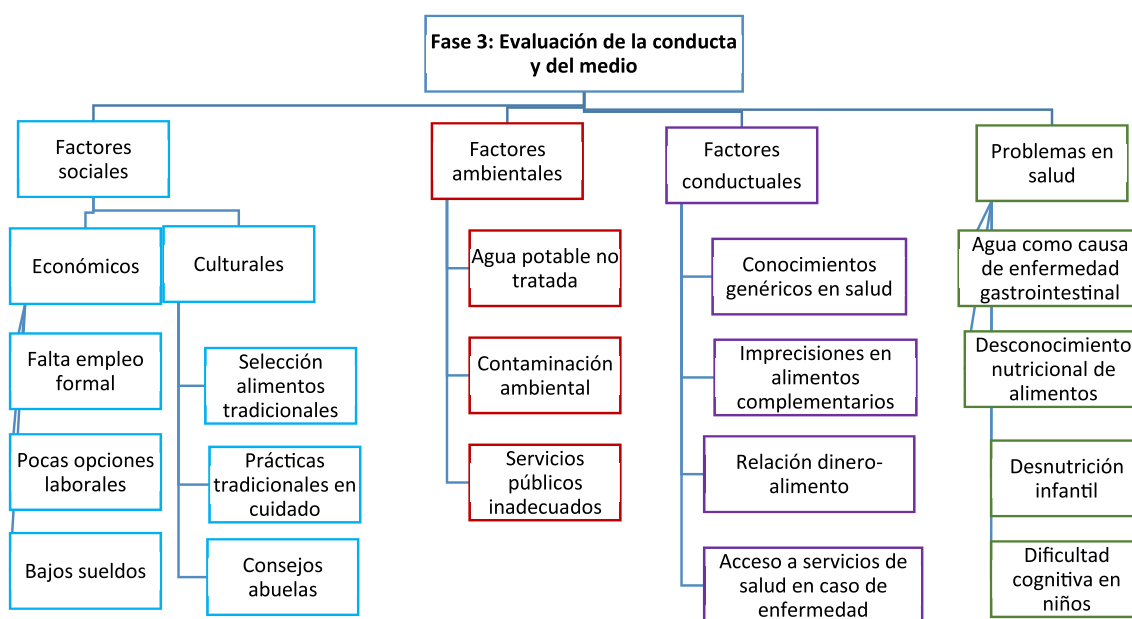 Fase 3: Evaluación de la conducta
y del medio
Factores
sociales
Factores
ambientales
Factores
conductuales
Problemas en
salud
Económicos
Culturales
Falta empleo
formal
Pocas opciones
laborales
Bajos sueldos
Selección
alimentos
tradicionales
Prácticas
tradicionales en
cuidado
Consejos
abuelas
Agua potable no
tratada
Contaminación
ambiental
Servicios
públicos
inadecuados
Conocimientos
genéricos en salud
Imprecisiones en
alimentos
complementarios
Relación dinero-
alimento
Acceso a servicios de
salud en caso de
enfermedad
Agua como causa
de enfermedad
gastrointestinal
Desconocimiento
nutricional de
alimentos
Desnutrición
infantil
Dificultad
cognitiva en
niños